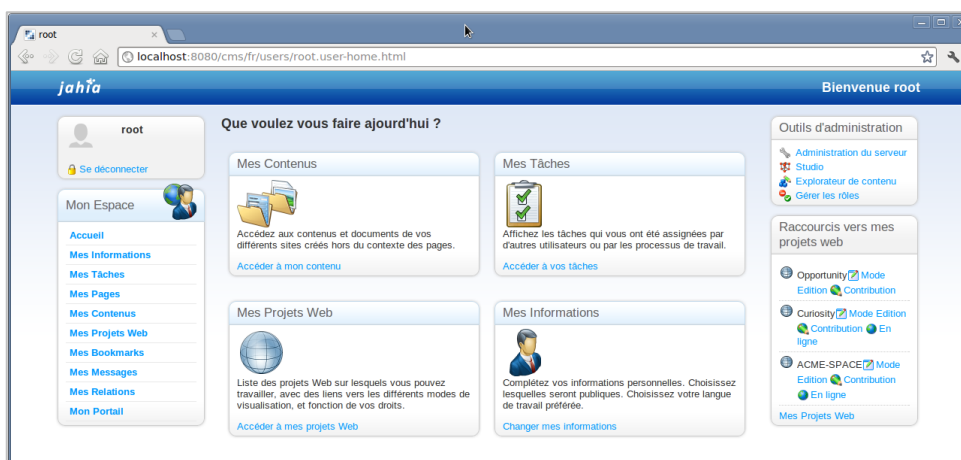 root
localhost:8080/cms/fr/users/root.user-home.html
jahia
Bienvenue root
root
Se déconnecter
Mon Espace
Accueil
Mes Informations
Mes Tâches
Mes Pages
Mes Contenus
Mes Projets Web
Mes Bookmarks
Mes Messages
Mes Relations
Mon Portail
Que voulez vous faire ajourd'hui ?
Mes Contenus
Accédez aux contenus et documents de vos
différents sites créés hors du contexte des pages.
Accéder à mon contenu
Mes Tâches
Affichez les tâches qui vous ont été assignées par
d'autres utilisateurs ou par les processus de travail.
Accéder à vos tâches
Mes Projets Web
Liste des projets Web sur lesquels vous pouvez
travailler, avec des liens vers les différents modes de
visualisation, et fonction de vos droits.
Accéder à mes projets Web
Mes Informations
Complétez vos informations personnelles. Choisissez
lesquelles seront publiques. Choisissez votre langue
de travail préférée.
Changer mes informations
Outils d'administration
Administration du serveur
Studio
Explorateur de contenu
Gérer les rôles
Raccourcis vers mes
projets web
Opportunity Mode
Edition Contribution
Curiosity Mode Edition
Contribution En
ligne
ACME-SPACE Mode
Edition Contribution
En ligne
Mes Projets Web